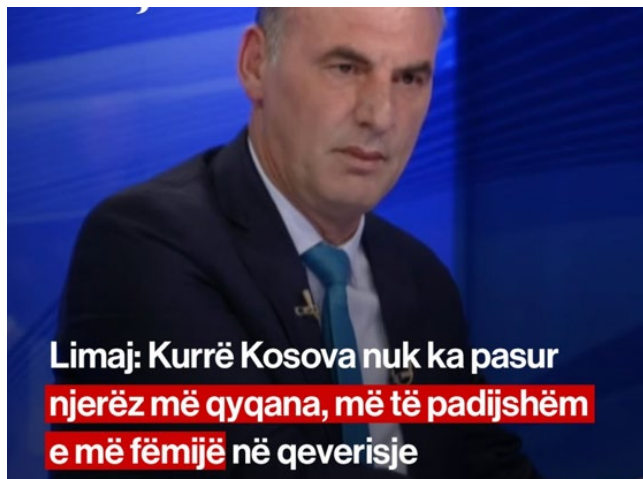 Limaj: Kurrë Kosova nuk ka pasur
njerëz më qyqana, më të padijshëm
e më fëmijë në qeverisje